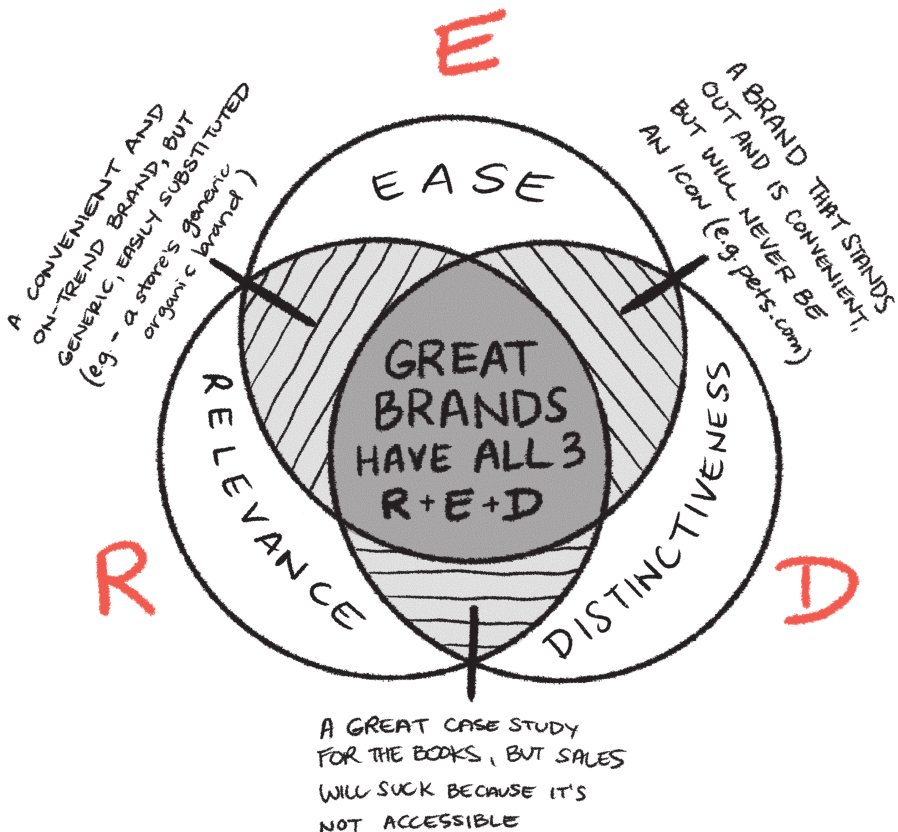 E
A CONVENIENT AND
ON-TREND BRAND, BUT
GENERIC, EASILY SUBSTITUTED
(eg - a store's generic
organic brand)
A BRAND THAT STANDS
OUT AND IS CONVENIENT,
BUT WILL NEVER BE
AN ICON (e.g. pets.com)
EASE
GREAT
BRANDS
HAVE ALL 3
R+E+D
RELEVANCE
DISTINCTIVENESS
R
D
A GREAT CASE STUDY
FOR THE BOOKS, BUT SALES
WILL SUCK BECAUSE IT'S
NOT ACCESSIBLE